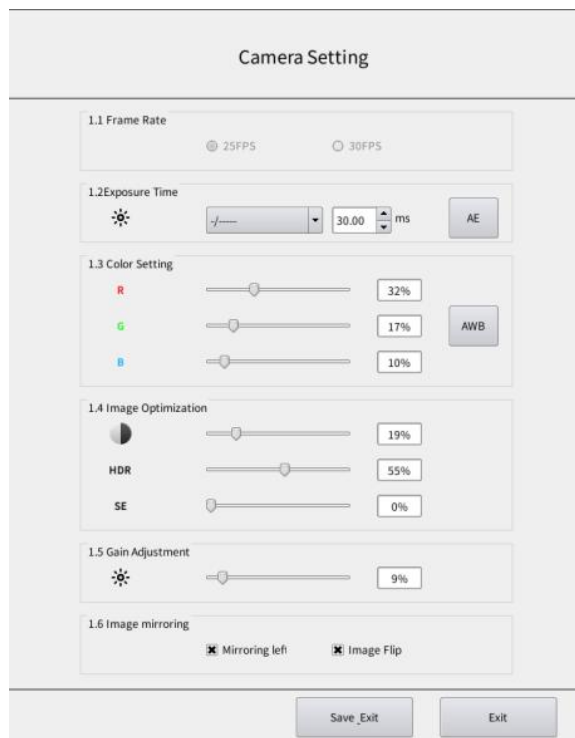 Camera Setting
1.1 Frame Rate
25FPS 30FPS
1.2Exposure Time
-/----- 30.00 ms AE
1.3 Color Setting
R 32%
G 17% AWB
B 10%
1.4 Image Optimization
19%
HDR 55%
SE 0%
1.5 Gain Adjustment
9%
1.6 Image mirroring
Mirroring left Image Flip
Save_Exit Exit